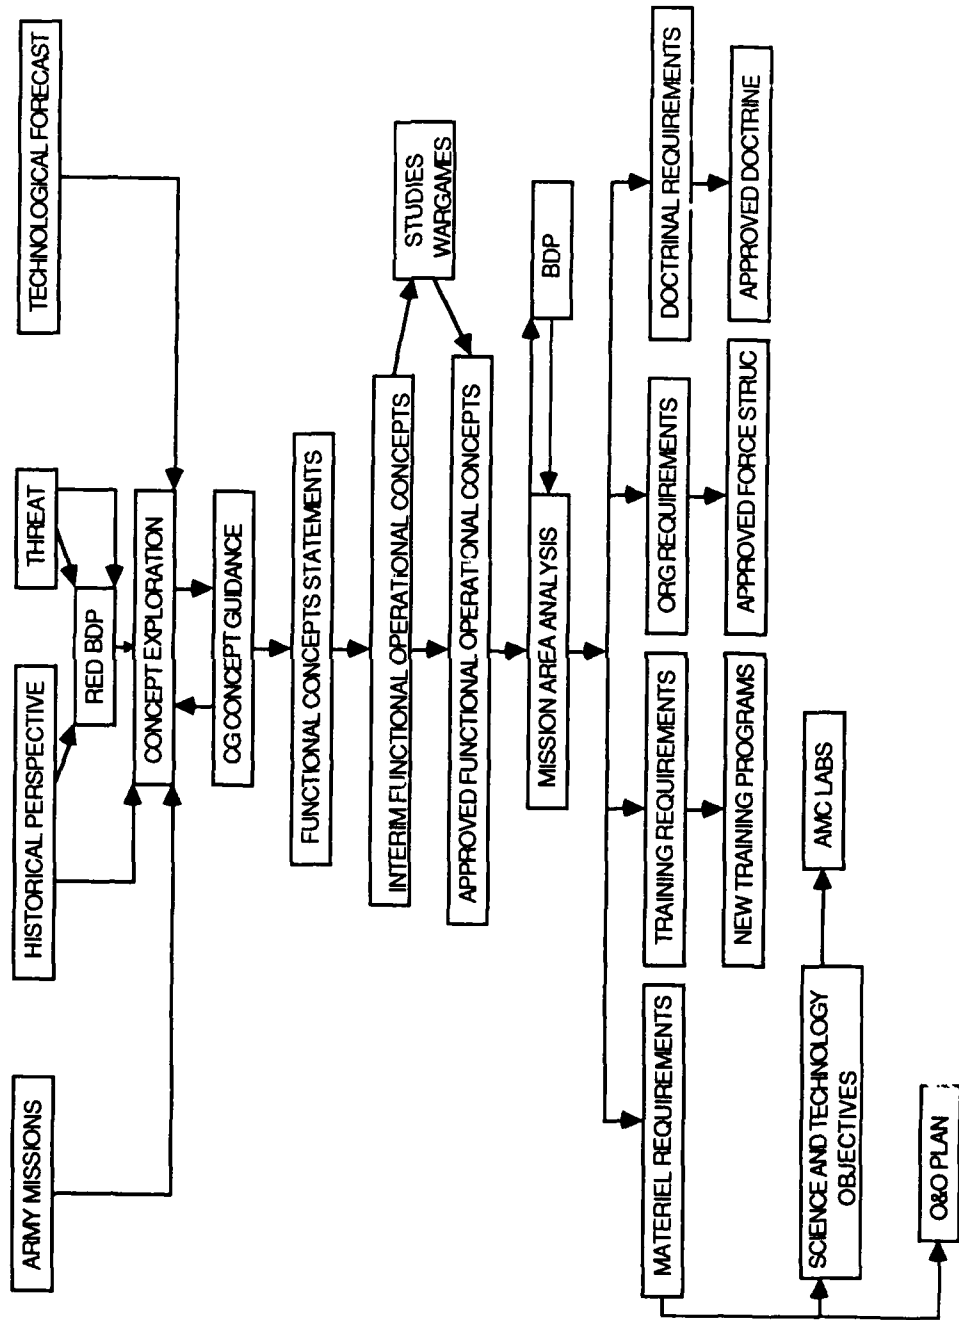 ARMY MISSIONS
HISTORICAL PERSPECTIVE
THREAT
TECHNOLOGICAL FORECAST
RED BDP
CONCEPT EXPLORATION
CG CONCEPT GUIDANCE
FUNCTIONAL CONCEPTS STATEMENTS
INTERIM FUNCTIONAL OPERATIONAL CONCEPTS
STUDIES
WARGAMES
APPROVED FUNCTIONAL OPERATIONAL CONCEPTS
MISSION AREA ANALYSIS
BDP
MATERIEL REQUIREMENTS
TRAINING REQUIREMENTS
ORG REQUIREMENTS
DOCTRINAL REQUIREMENTS
NEW TRAINING PROGRAMS
APPROVED FORCE STRUC
APPROVED DOCTRINE
SCIENCE AND TECHNOLOGY
OBJECTIVES
AMC LABS
O&O PLAN